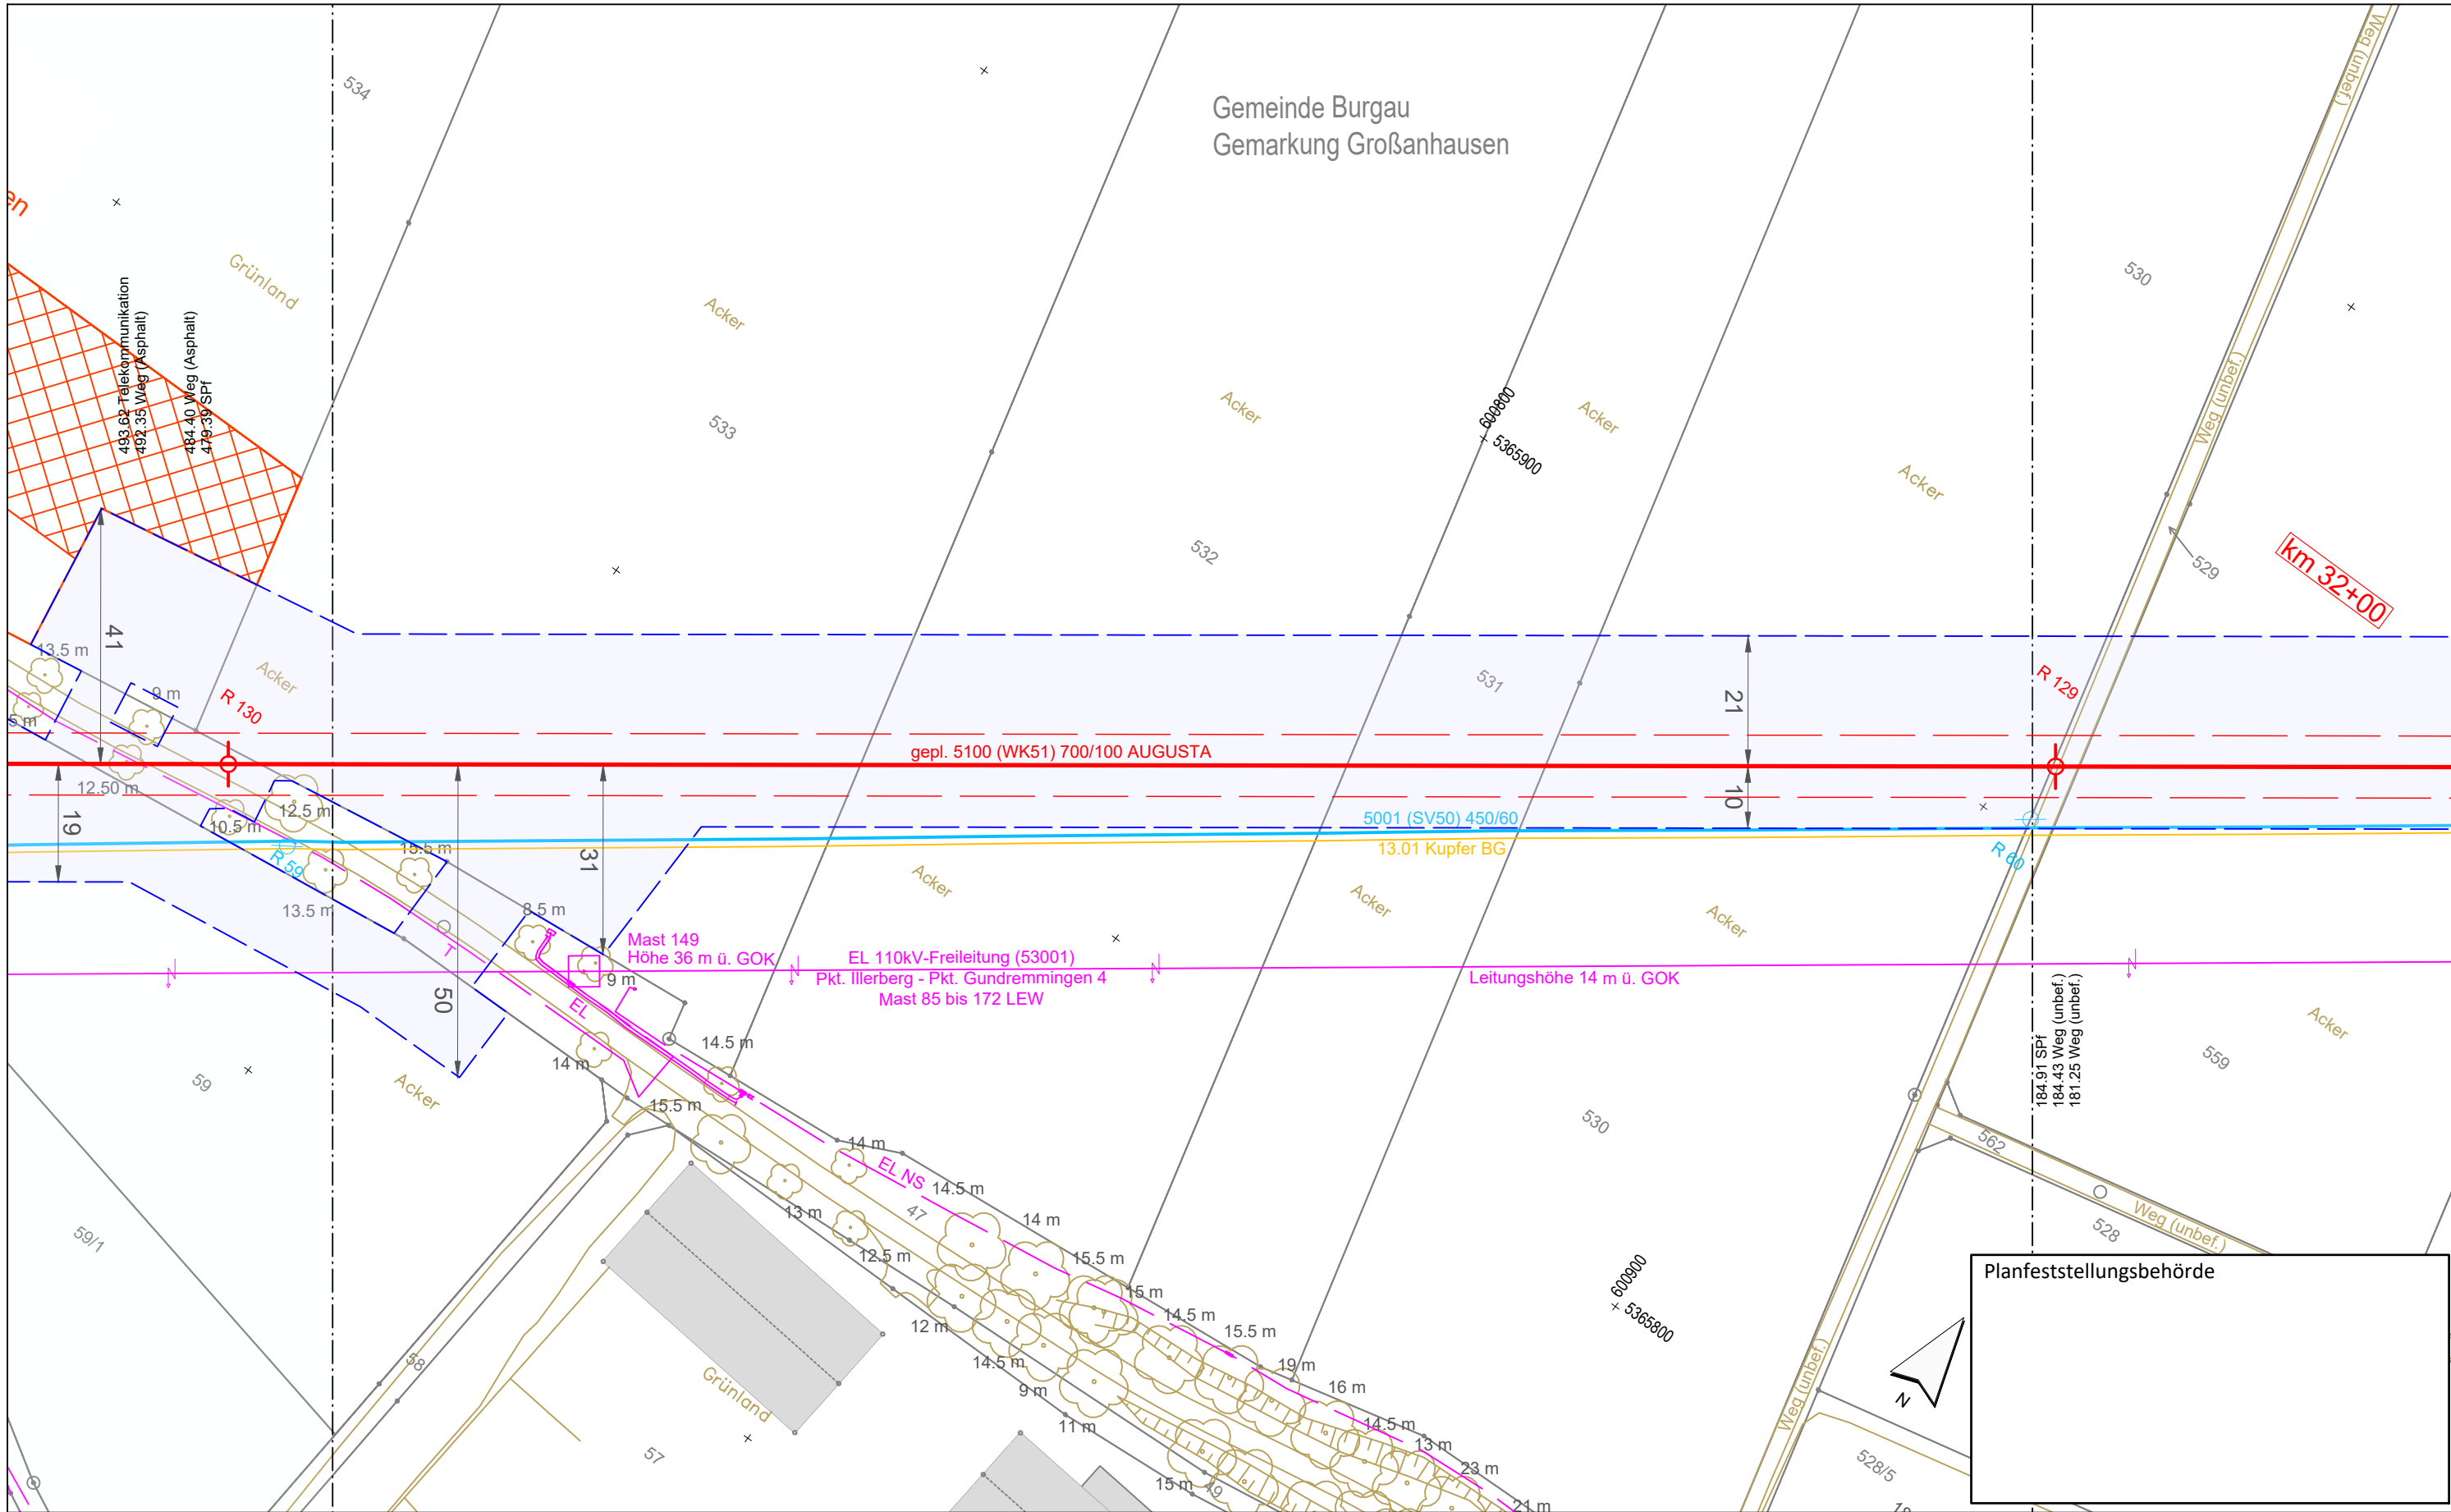 Gemeinde Burgau
Gemarkung Großanhausen
Weg (unbef.)
534
en
Grünland
493.62 Telekommunikation
492.35 Weg (Asphalt)
484.40 Weg (Asphalt)
479.39 SPf
Acker
533
Acker
600800
5365900
Acker
Acker
530
Weg (unbef.)
532
529
km 32+00
531
41
13.5 m
Acker
9 m
R 130
5 m
21
R 129
gepl. 5100 (WK51) 700/100 AUGUSTA
12.50 m
12.5 m
10.5 m
19
10
5001 (SV50) 450/60
13.01 Kupfer BG
R 59
15.5 m
31
R 60
13.5 m
8.5 m
Acker
Acker
Acker
T
Mast 149
Höhe 36 m ü. GOK
EL 110kV-Freileitung (53001)
Pkt. Illerberg - Pkt. Gundremmingen 4
Mast 85 bis 172 LEW
Leitungshöhe 14 m ü. GOK
N
N
N
N
9 m
50
EL
184.91 SPf
184.43 Weg (unbef.)
181.25 Weg (unbef.)
Acker
559
14.5 m
14 m
59
Acker
15.5 m
530
562
14 m
EL NS
14.5 m
47
14 m
13 m
59/1
12.5 m
15.5 m
15 m
14.5 m
15.5 m
12 m
600900
5365800
Weg (unbef.)
528
Planfeststellungsbehörde
58
14.5 m
19 m
16 m
9 m
Grünland
11 m
14.5 m
13 m
23 m
Weg (unbef.)
N
57
15 m
49
21 m
528/5